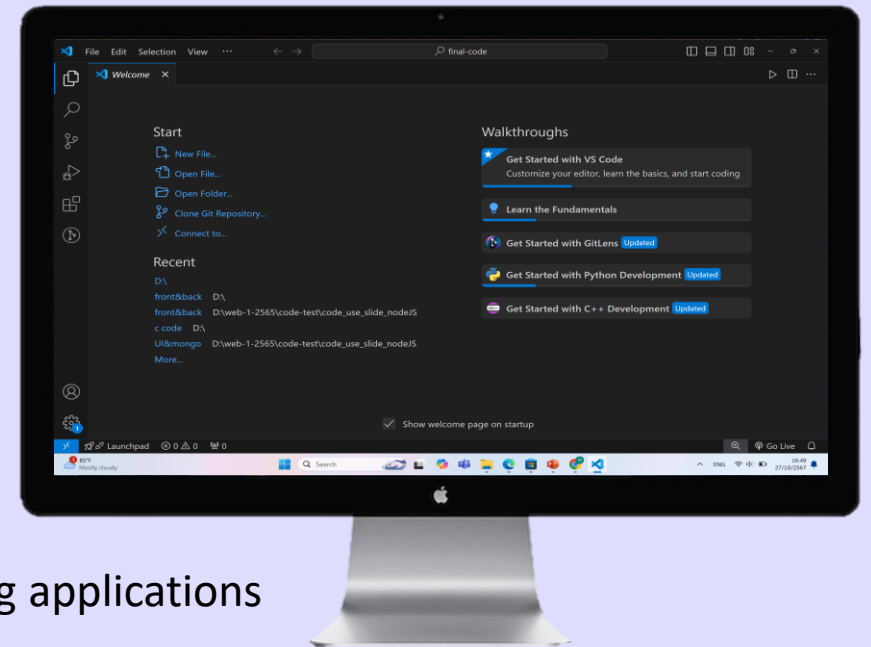 File Edit Selection View ... final-code
Welcome
Start
New File...
Open File...
Open Folder...
Clone Git Repository...
Connect to...
Recent
D:\
front&back D:\
front&back D:\web-1-2565\code-test\code_use_slide_nodeJS
c code D:\
UI&mongo D:\web-1-2565\code-test\code_use_slide_nodeJS
More...
Walkthroughs
Get Started with VS Code
Customize your editor, learn the basics, and start coding
Learn the Fundamentals
Get Started with GitLens Updated
Get Started with Python Development Updated
Get Started with C++ Development Updated
Show welcome page on startup
Launchpad 0 0 0 Go Live
85°F
Mostly cloudy
Search
ENG
16:49
27/10/2567
g applications